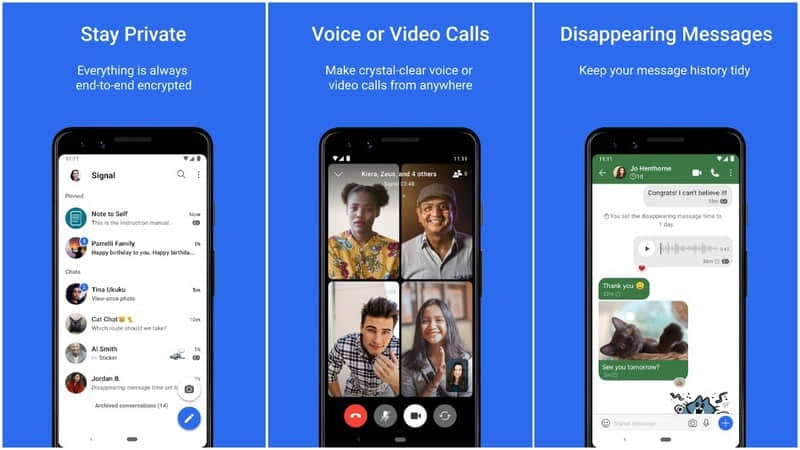 Stay Private
Everything is always
end-to-end encrypted
11:11
Signal
Pinned
Note to Self
Now
This is the instruction manual.
Parrelli Family
Happy birthday to you. Happy birthda...
Chats
Tina Ukuku
5m
View-once photo
Cat Chat
10m
Which route should we take?
Al Smith
Sticker
Jordan B.
Disappearing message time set t
Archived conversations (14)
Voice or Video Calls
Make crystal-clear voice or
video calls from anywhere
11:11
Kiera, Zeus, and 4 others
Signal 03:48
Disappearing Messages
Keep your message history tidy
11:11
Jo Henthorne
1d
Congrats! I can't believe it!
You set the disappearing message time to
1 day.
Thank you
See you tomorrow?
Signal message